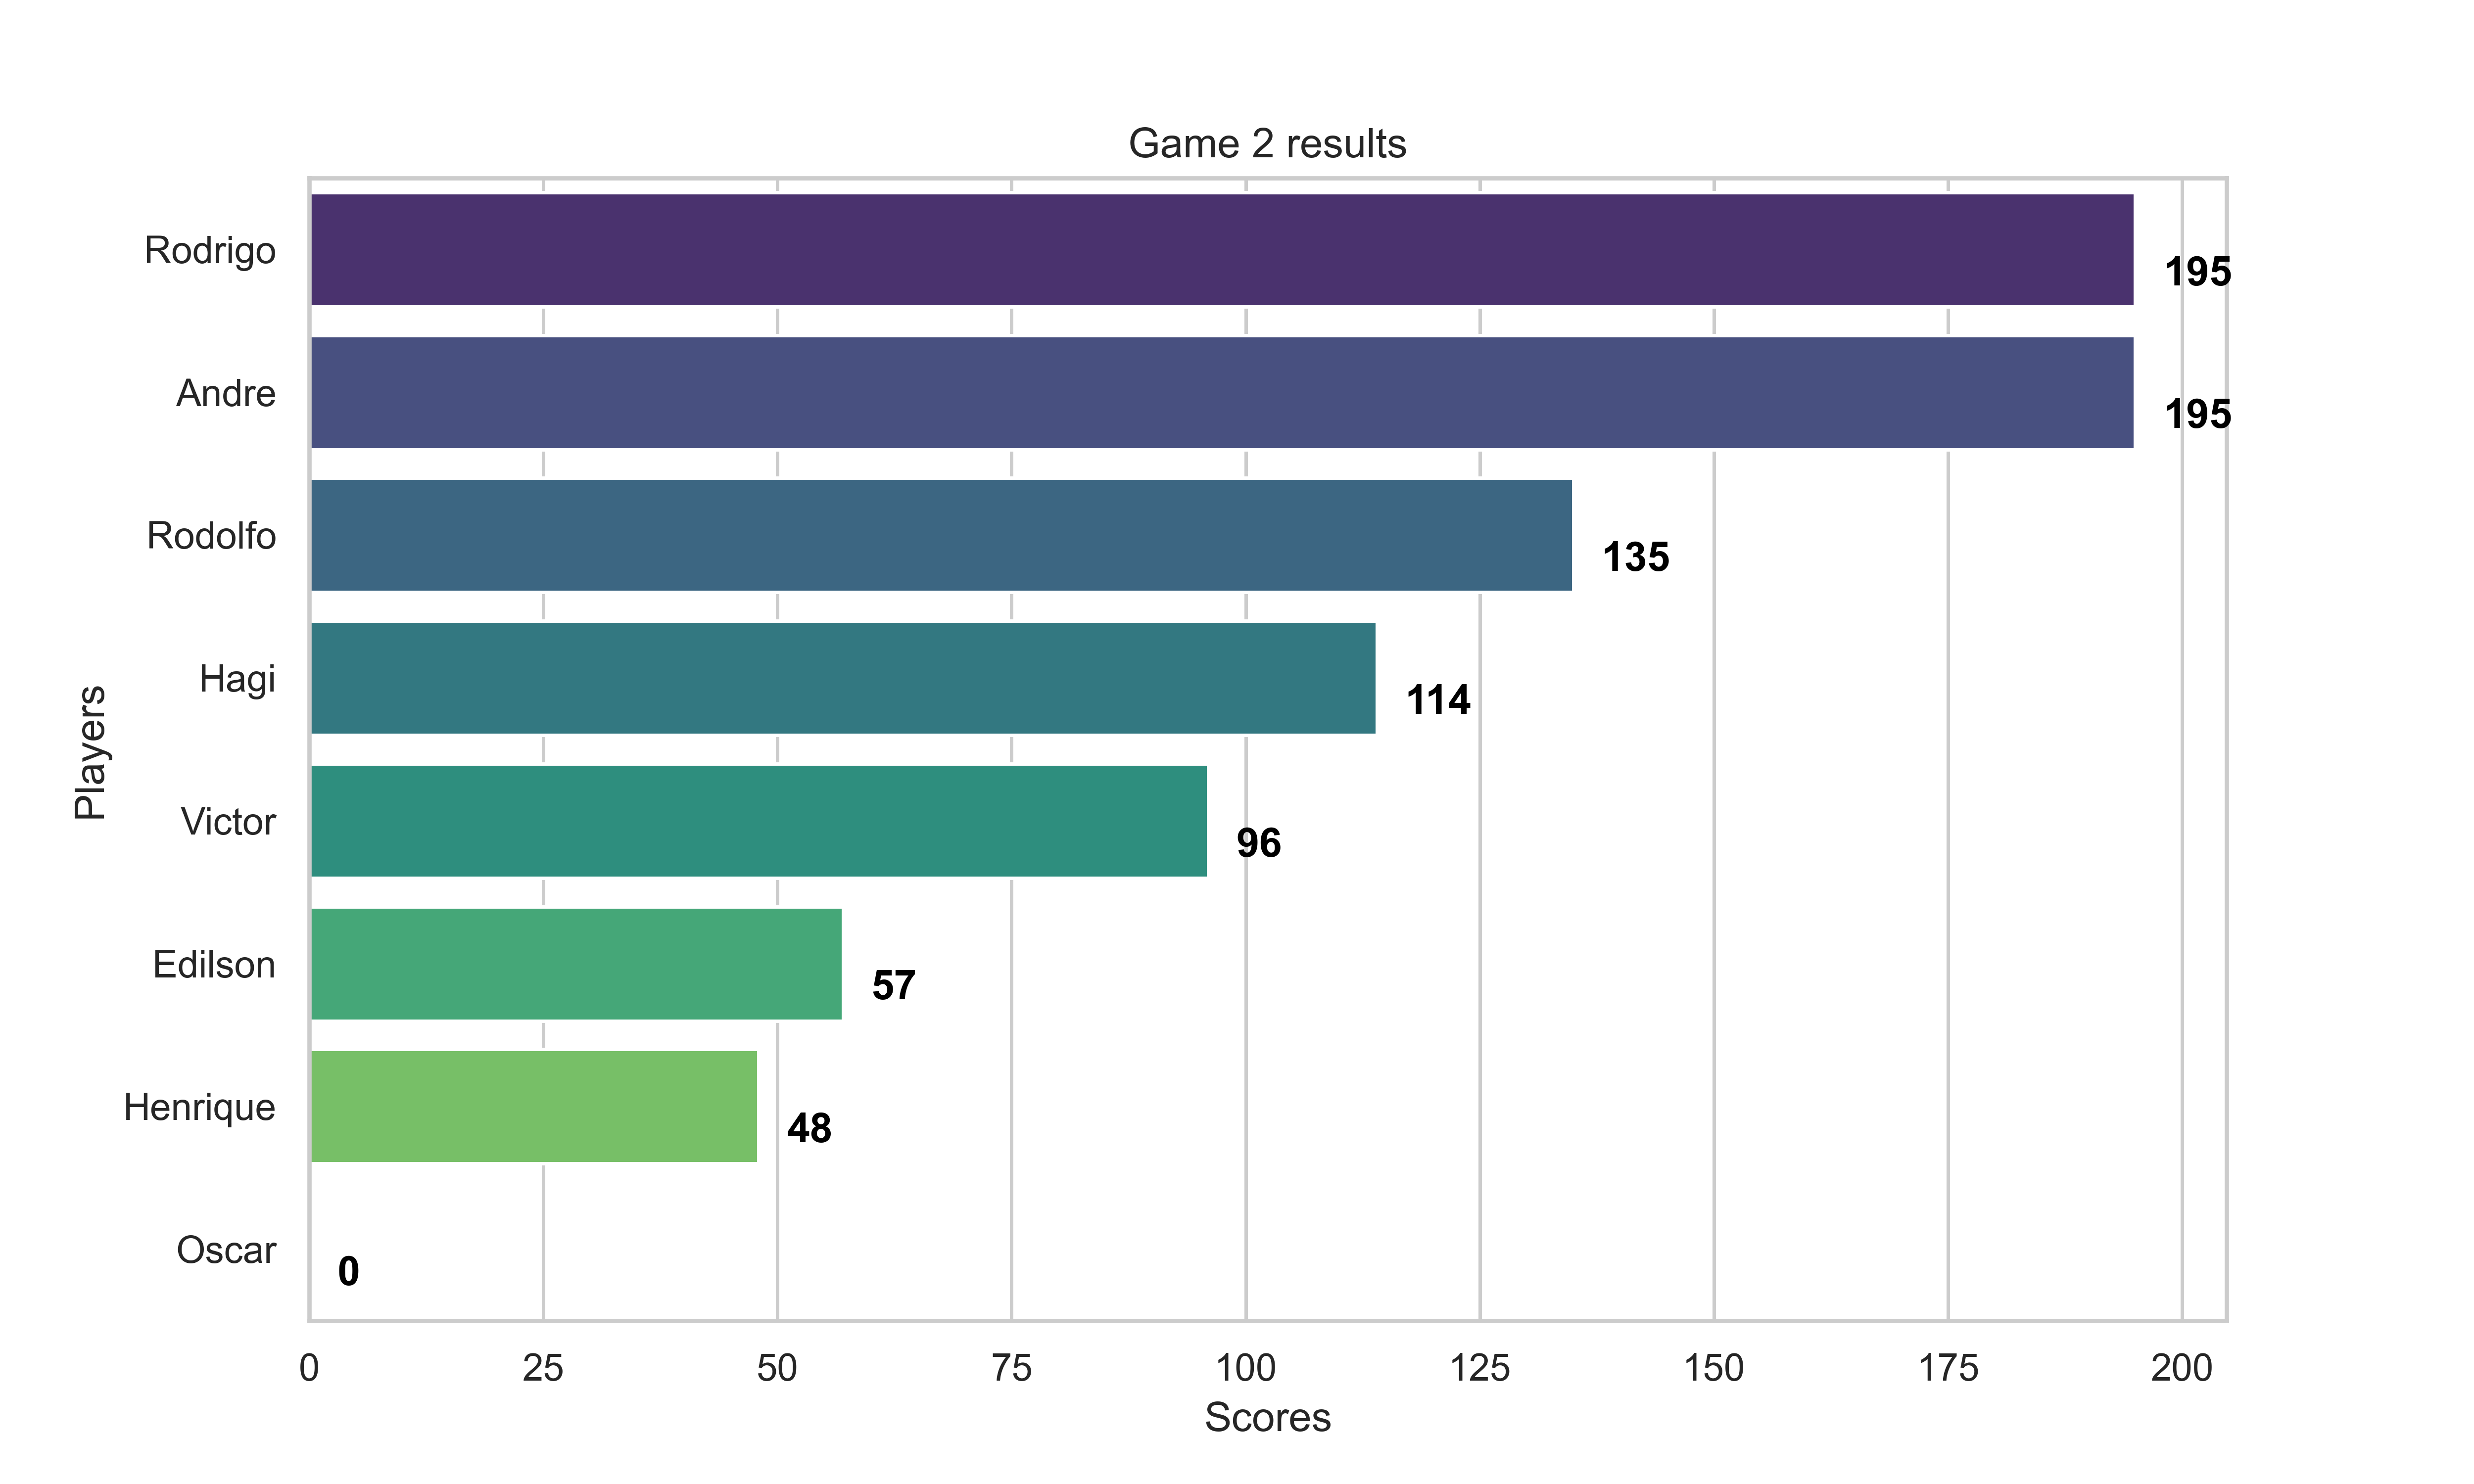 Game 2 results
Rodrigo
195
Andre
195
Rodolfo
135
Hagi
114
Players
Victor
96
Edilson
57
Henrique
48
Oscar
0
0 25 50 75 100 125 150 175 200
Scores